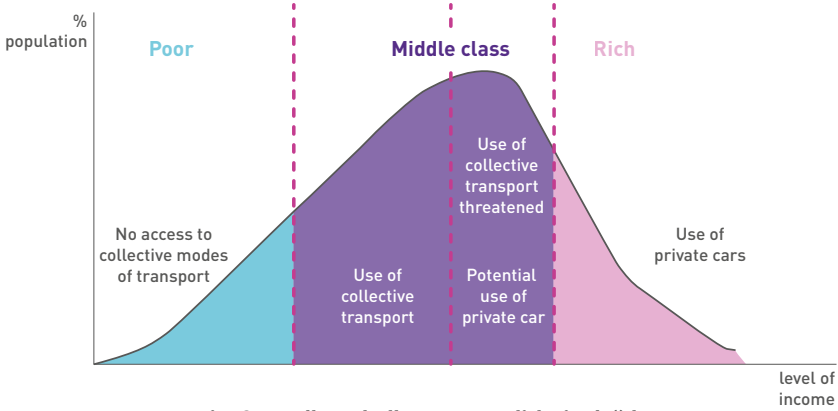 %
population
Poor
Middle class
Rich
No access to
collective modes
of transport
Use of
collective
transport
Use of
collective
transport
threatened
Potential
use of
private car
Use of
private cars
level of
income